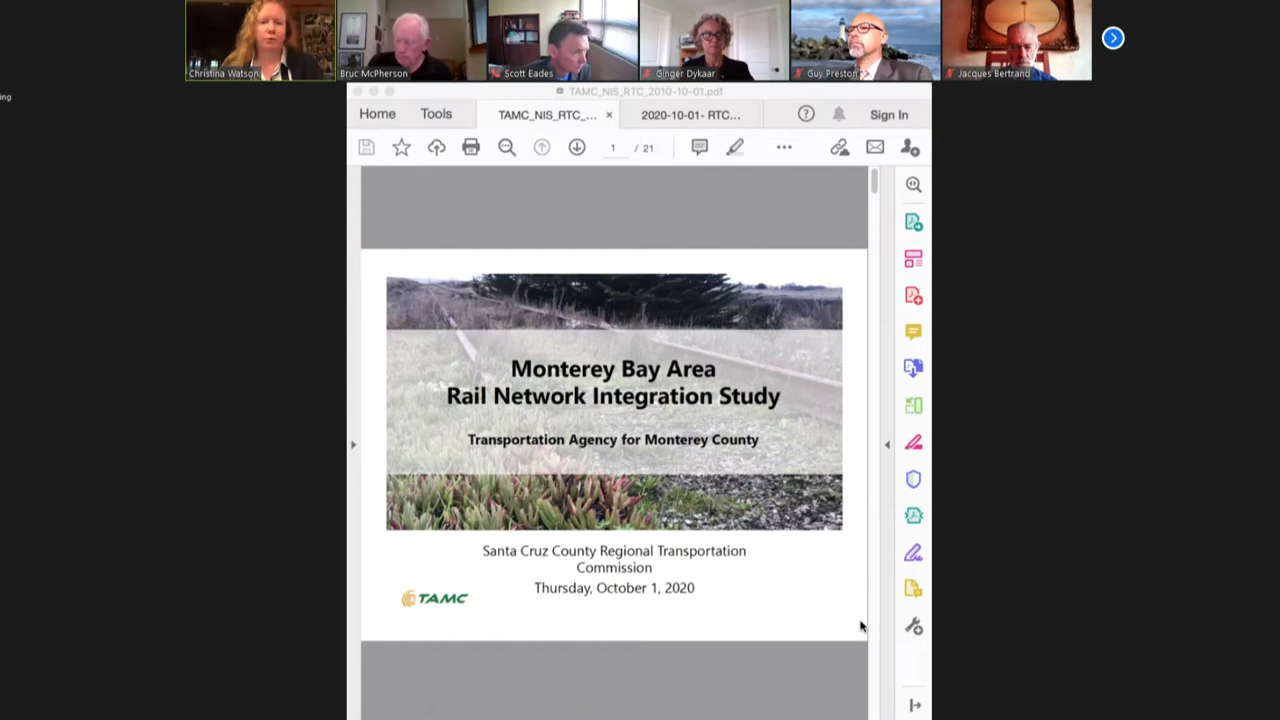 Christina Watson
Bruc McPherson
Scott Eades
Ginger Dykaar
Guy Preston
Jacques Bertrand
ing
TAMC_NIS_RTC_2010-10-01.pdf
Home
Tools
TAMC_NIS_RTC_... ×
2020-10-01- RTC...
Sign In
1 / 21
Monterey Bay Area
Rail Network Integration Study
Transportation Agency for Monterey County
Santa Cruz County Regional Transportation
Commission
Thursday, October 1, 2020
TAMC